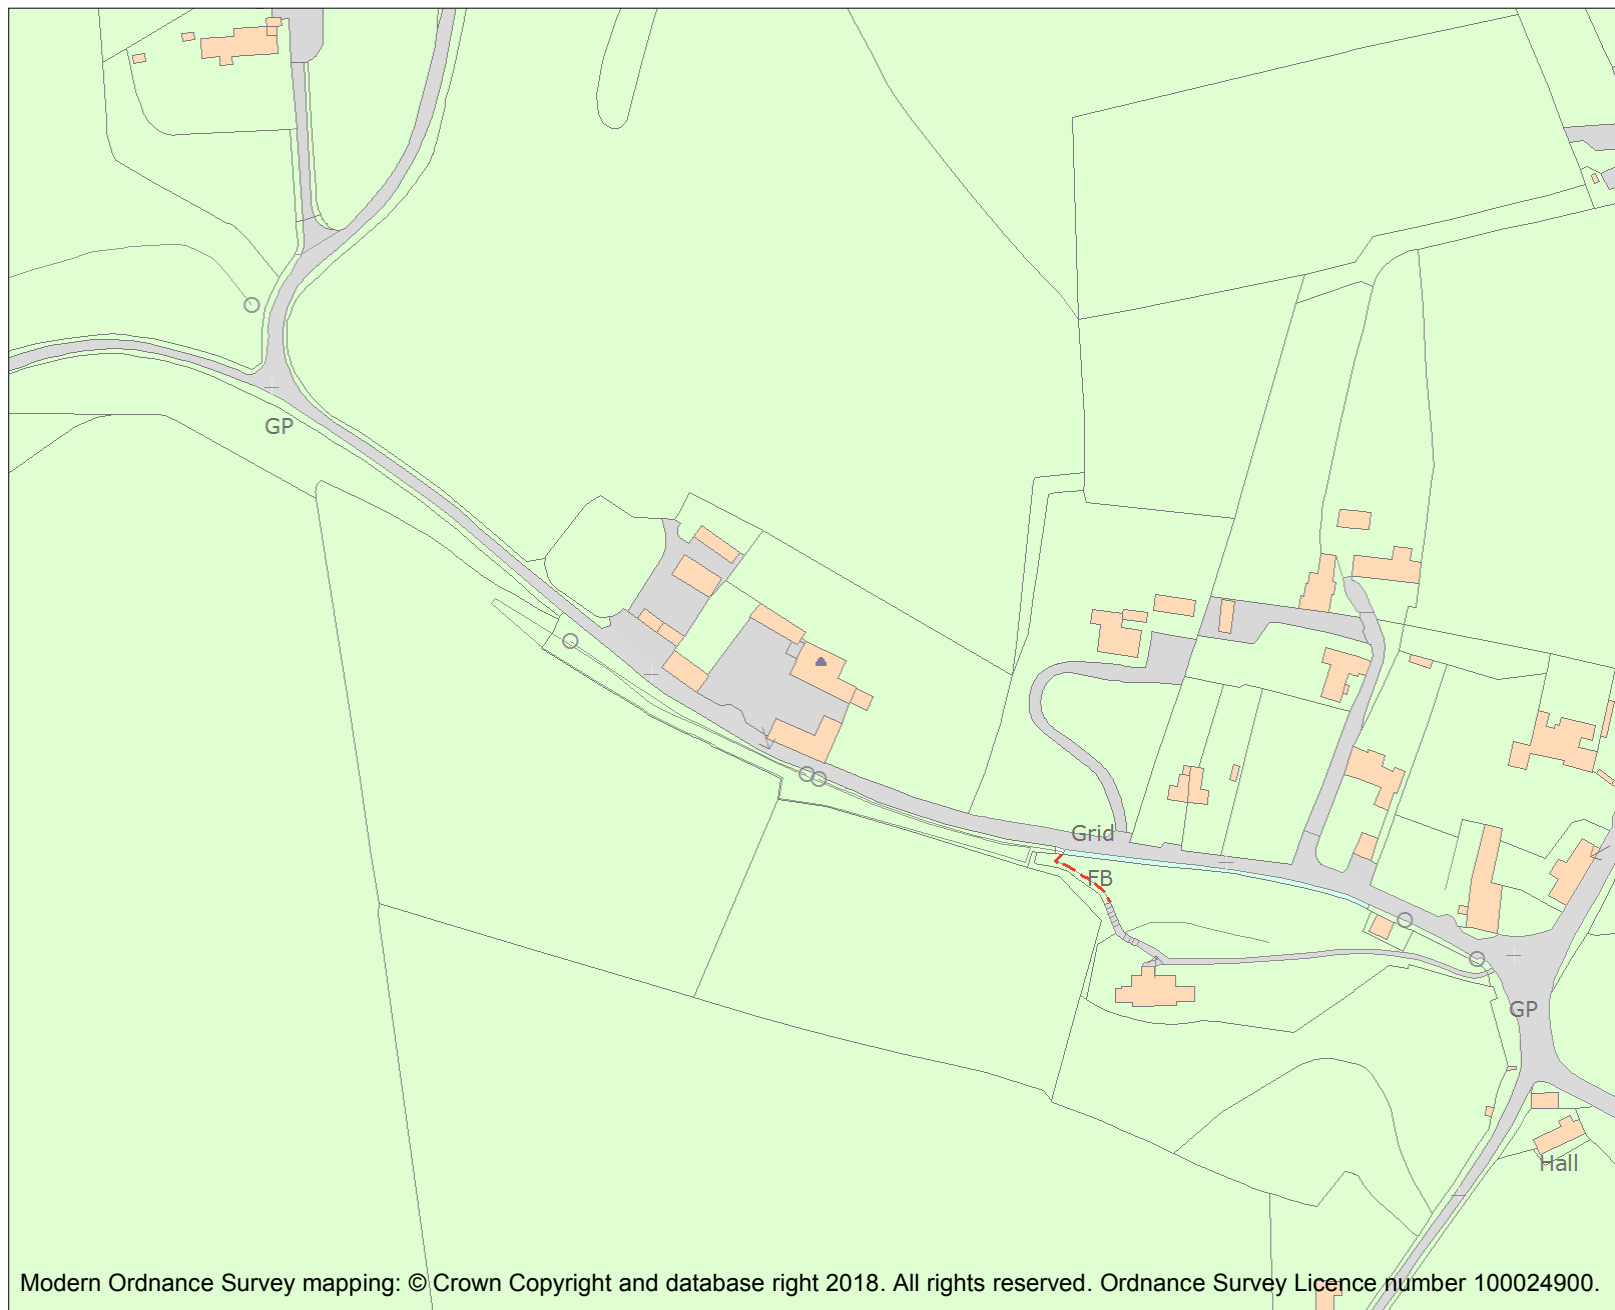 GP
Grid
FB
GP
Hall
Modern Ordnance Survey mapping: © Crown Copyright and database right 2018. All rights reserved. Ordnance Survey Licence number 100024900.